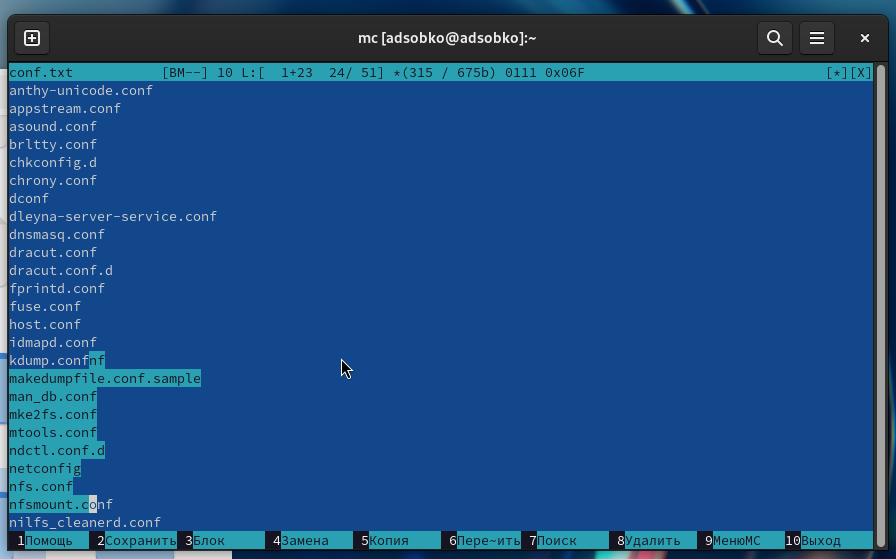 mc [adsobko@adsobko]:~
conf.txt [BM--] 10 L:[ 1+23 24/ 51] *(315 / 675b) 0111 0x06F [*][X]
anthy-unicode.conf
appstream.conf
asound.conf
brltty.conf
chkconfig.d
chrony.conf
dconf
dleyna-server-service.conf
dnsmasq.conf
dracut.conf
dracut.conf.d
fprintd.conf
fuse.conf
host.conf
idmapd.conf
kdump.confnf
makedumpfile.conf.sample
man_db.conf
mke2fs.conf
mtools.conf
ndctl.conf.d
netconfig
nfs.conf
nfsmount.conf
nilfs_cleanerd.conf
1Помощь 2Сохранить 3Блок 4Замена 5Копия 6Пере~ить 7Поиск 8Удалить 9МенюМС 10Выход